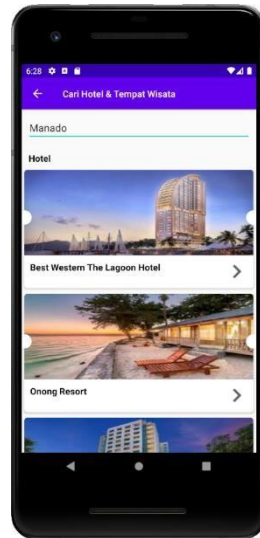 6:28
Cari Hotel & Tempat Wisata
Manado
Hotel
Best Western The Lagoon Hotel
Onong Resort